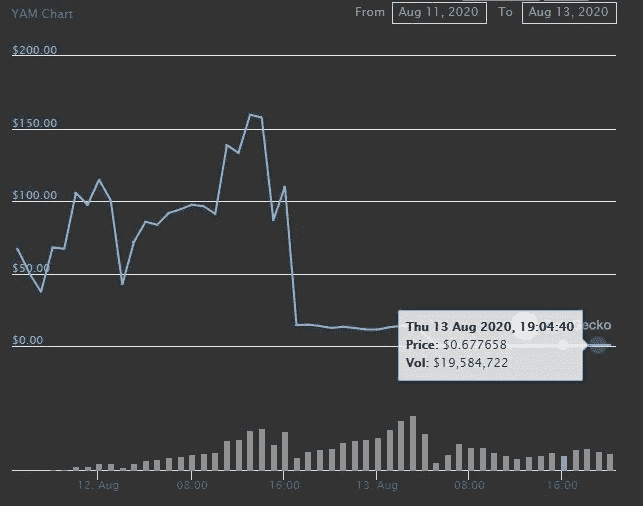 YAM Chart
From Aug 11, 2020 To Aug 13, 2020
$200.00
$150.00
$100.00
$50.00
$0.00
Thu 13 Aug 2020, 19:04:40
Price: $0.677658
Vol: $19,584,722
12. Aug 08:00 16:00 13. Aug 08:00 16:00